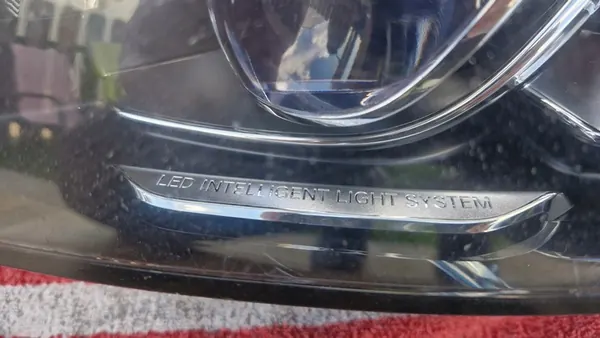 LED INTELLIGENT LIGHT SYSTEM